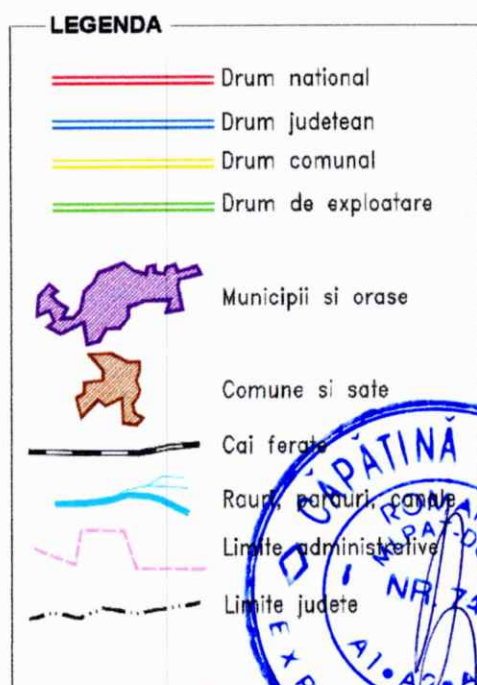 LEGENDA
Drum national
Drum judetean
Drum comunal
Drum de exploatare
Municipii si orase
Comune si sate
Cai ferate
Rauri, parauri, canale
Limite administrative
Limite judete
CĂPĂTINĂ
NR.